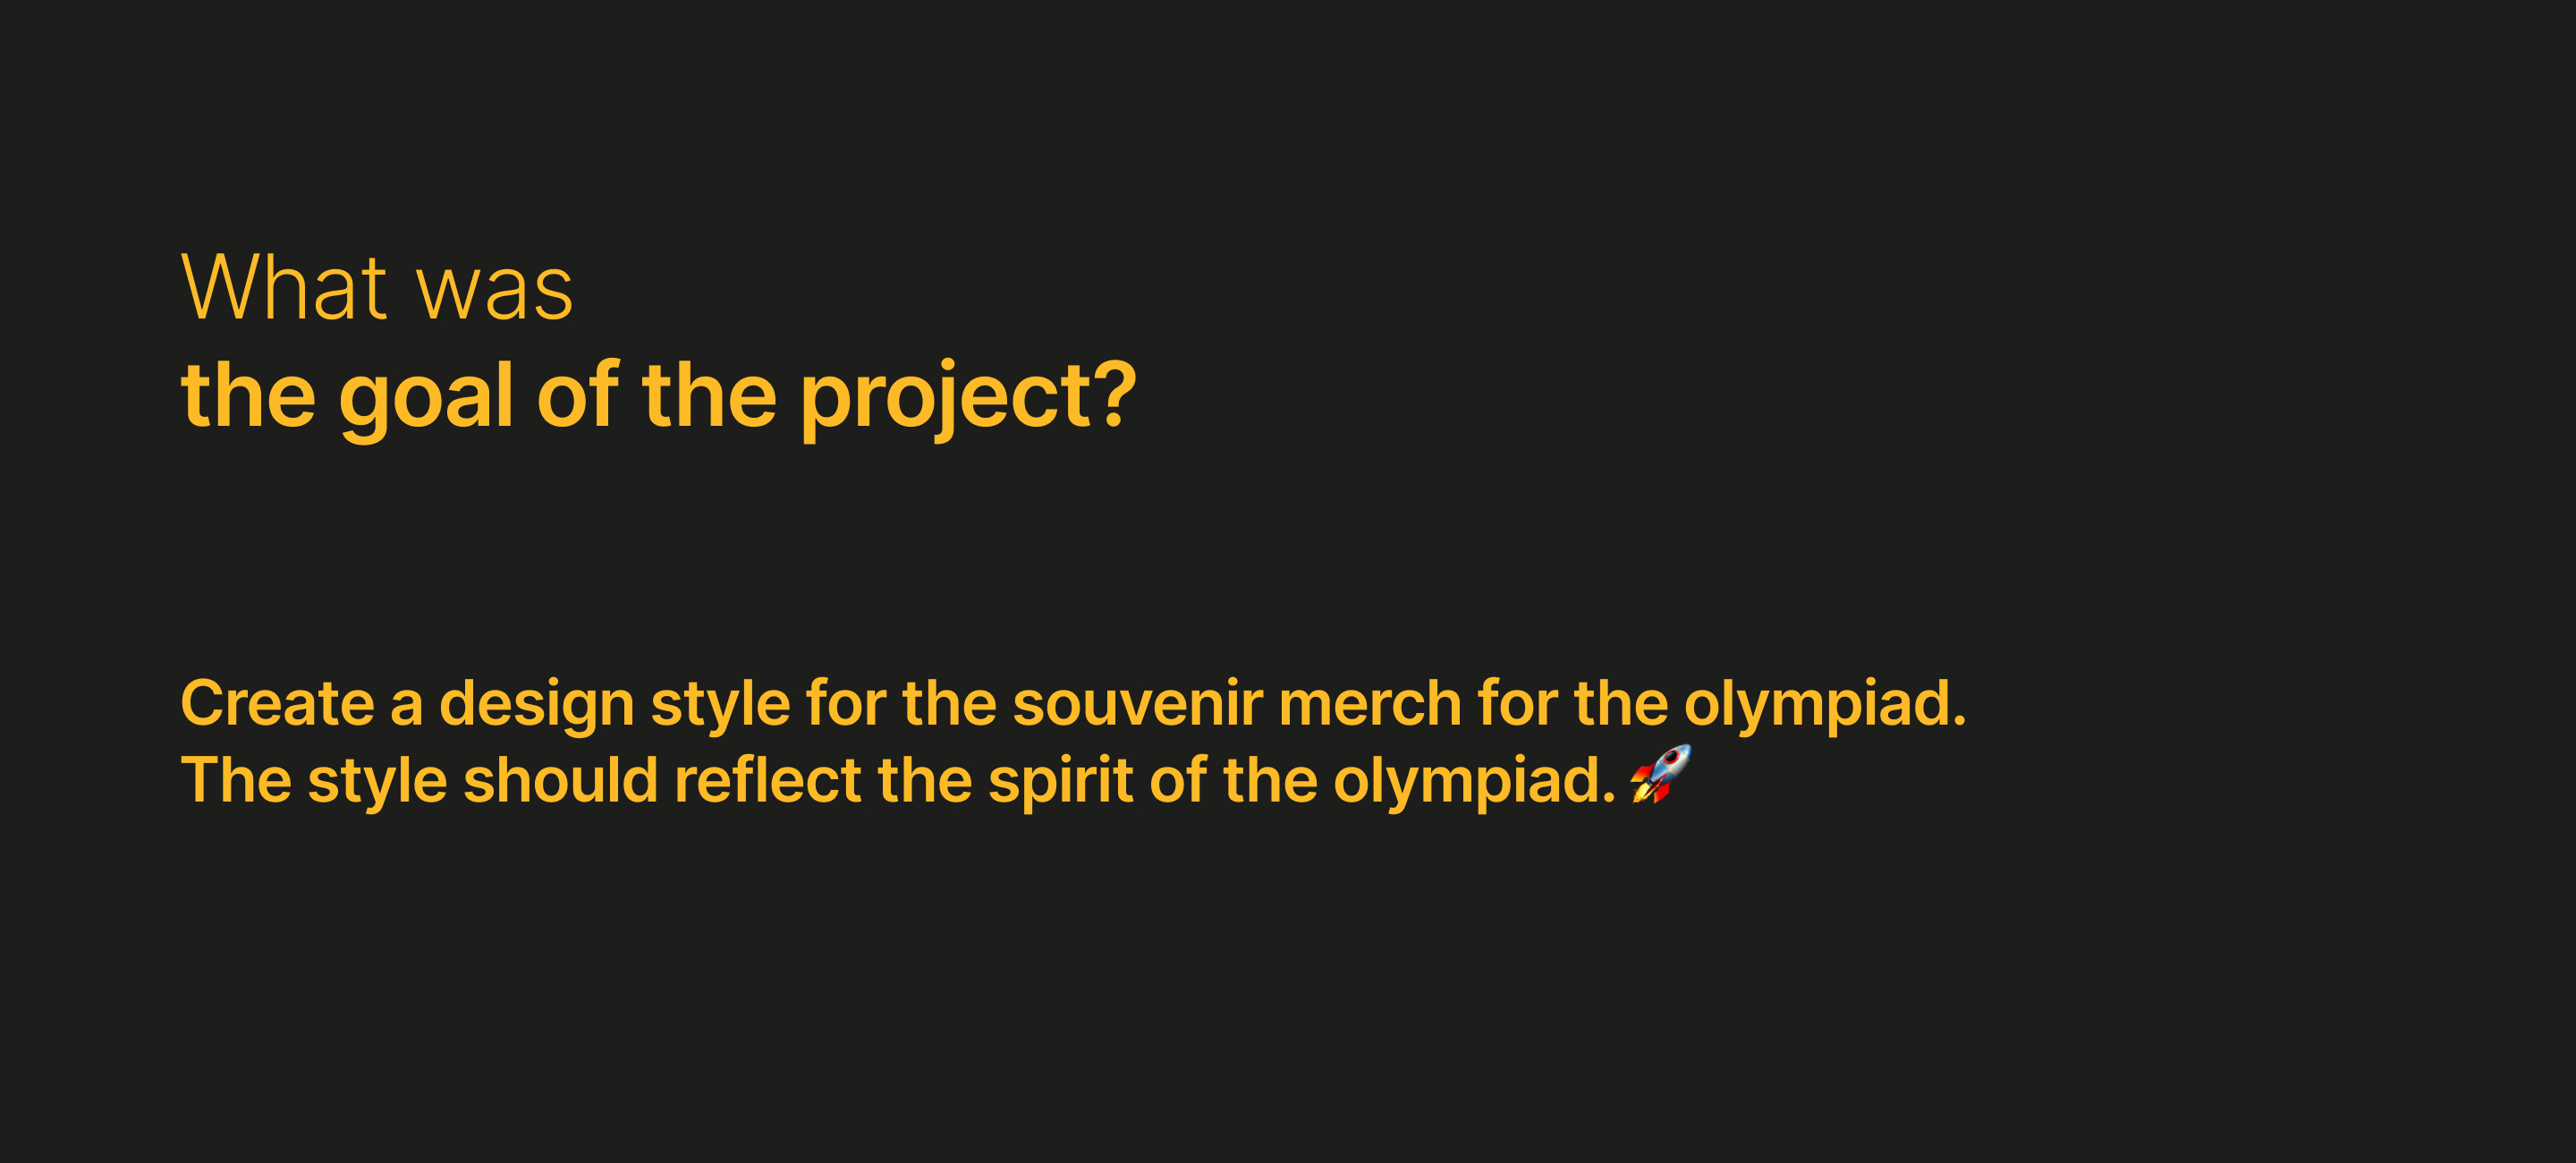 What was
the goal of the project?
Create a design style for the souvenir merch for the olympiad.
The style should reflect the spirit of the olympiad. 🚀